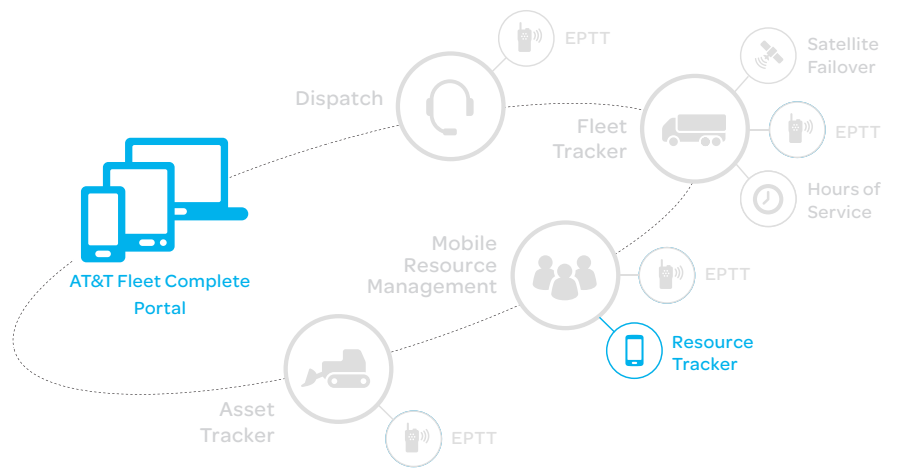 EPTT
Satellite
Failover
Dispatch
Fleet
Tracker
EPTT
Hours of
Service
Mobile
Resource
Management
EPTT
AT&T Fleet Complete
Portal
Resource
Tracker
Asset
Tracker
EPTT